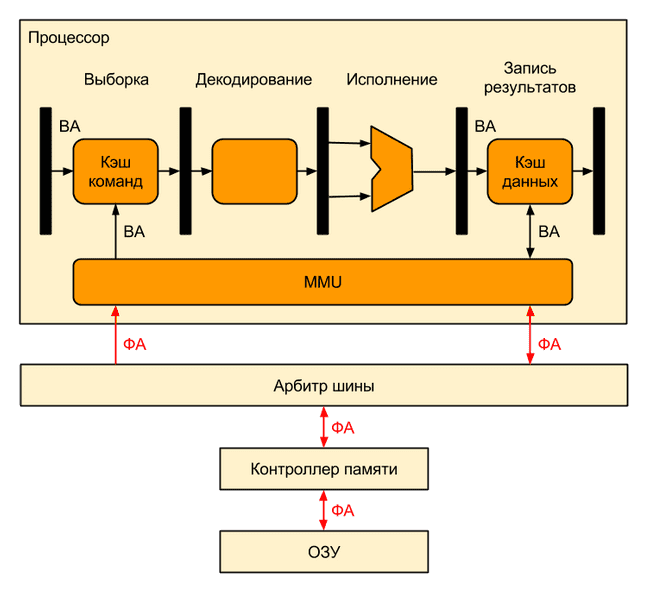 Процессор
Выборка
Декодирование
Исполнение
Запись
результатов
ВА
ВА
Кэш
команд
Кэш
данных
ВА
ВА
MMU
ФА
ФА
Арбитр шины
ФА
Контроллер памяти
ФА
ОЗУ